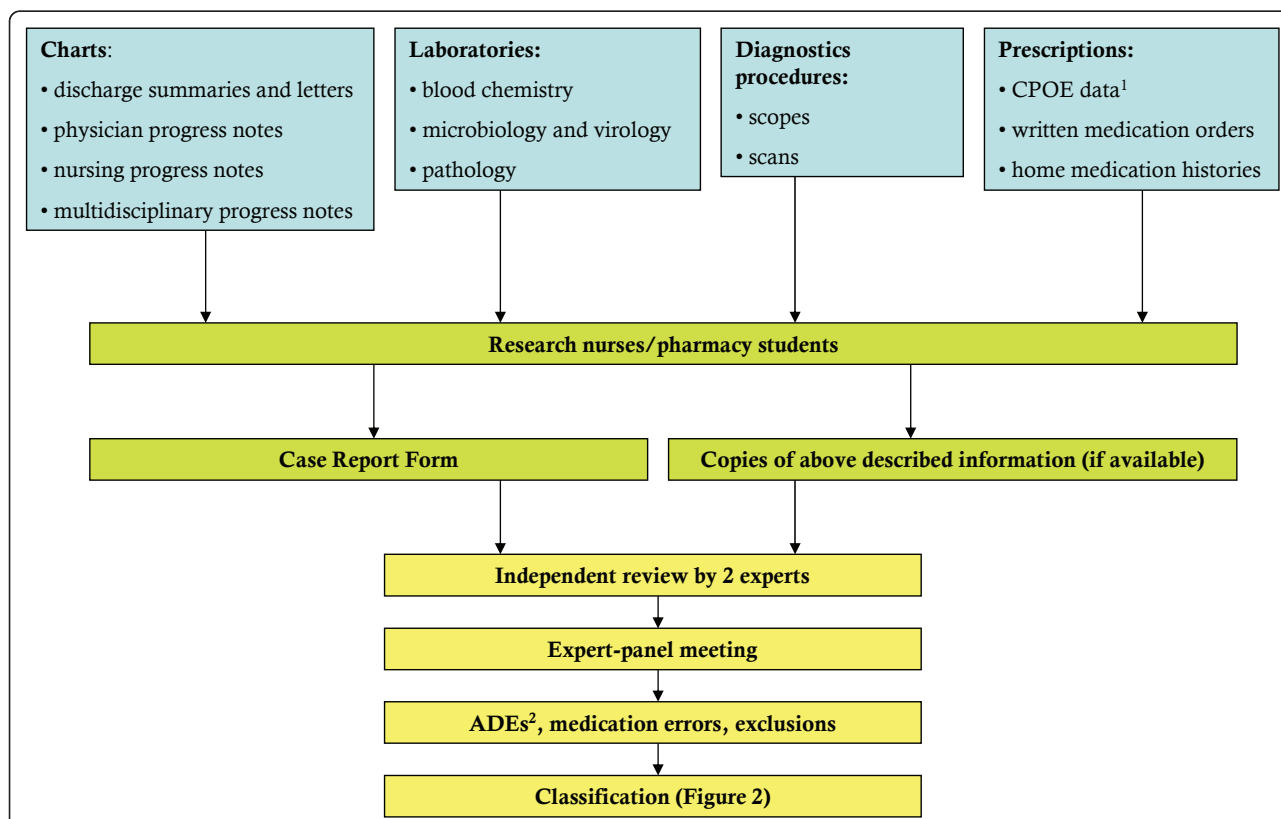 Charts:
• discharge summaries and letters
• physician progress notes
• nursing progress notes
• multidisciplinary progress notes
Laboratories:
• blood chemistry
• microbiology and virology
• pathology
Diagnostics
procedures:
• scopes
• scans
Prescriptions:
• CPOE data¹
• written medication orders
• home medication histories
Research nurses/pharmacy students
Case Report Form
Copies of above described information (if available)
Independent review by 2 experts
Expert-panel meeting
ADEs², medication errors, exclusions
Classification (Figure 2)